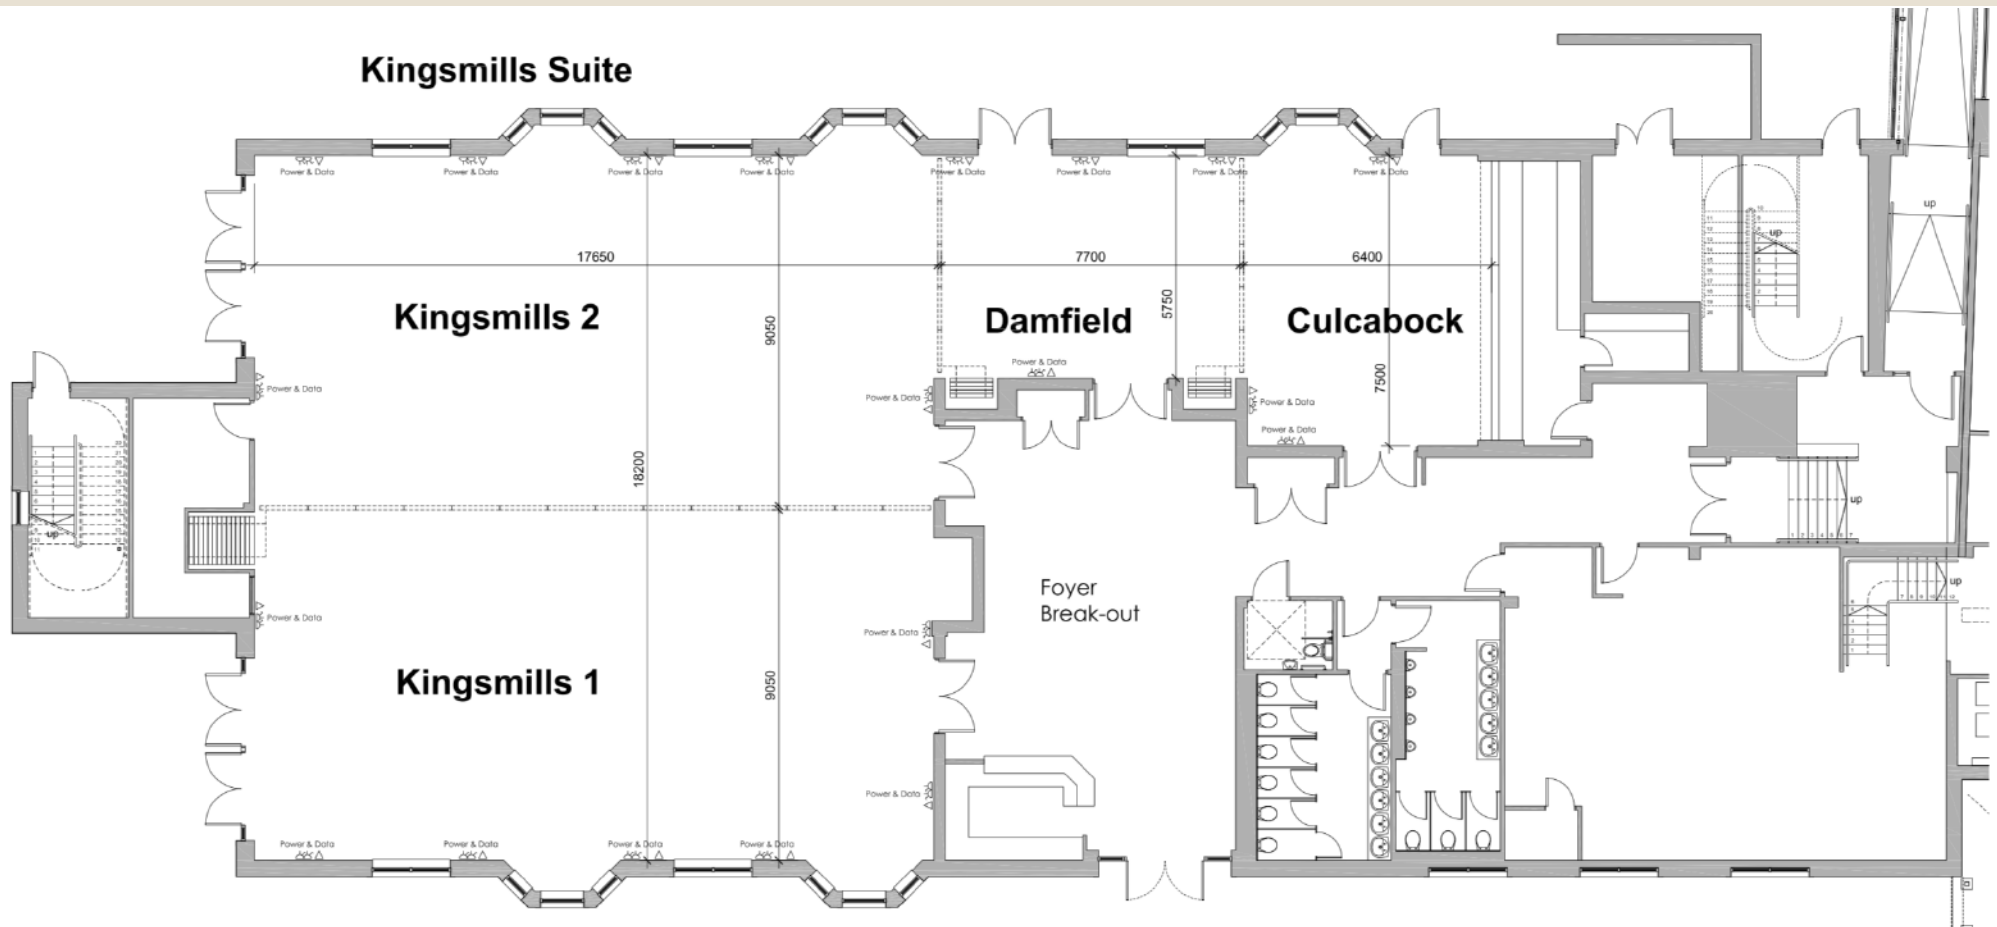 Kingsmills Suite
Power & Data
Power & Data
Power & Data
Power & Data
Power & Data
Power & Data
Power & Data
Power & Data
up
up
17650
7700
6400
Kingsmills 2
9050
Damfield
5750
Culcabock
Power & Data
7500
Power & Data
Power & Data
Power & Data
Power & Data
18200
up
up
up
Foyer
Break-out
Power & Data
Power & Data
Kingsmills 1
9050
Power & Data
Power & Data
Power & Data
Power & Data
Power & Data